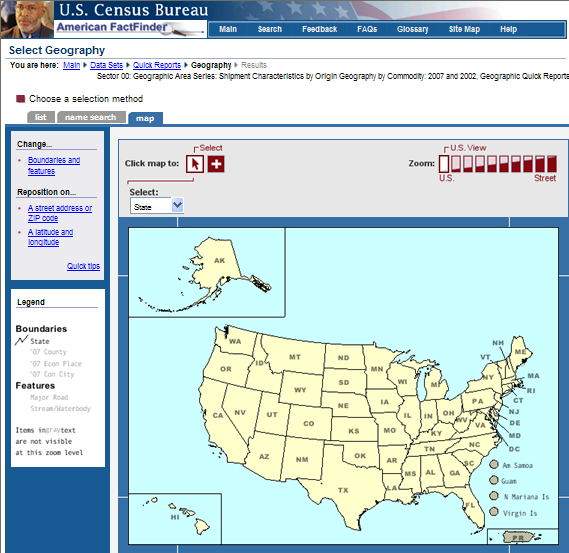 U.S. Census Bureau
American FactFinder
Main Search Feedback FAQs Glossary Site Map Help
Select Geography
You are here: Main Data Sets Quick Reports Geography Results
Sector 00: Geographic Area Series: Shipment Characteristics by Origin Geography by Commodity: 2007 and 2002, Geographic Quick Reports
Choose a selection method
list name search map
Change...
Boundaries and
features
Reposition on...
A street address or
ZIP code
A latitude and
longitude
Quick tips
Legend
Boundaries
State
'07 County
'07 Econ Place
'07 Con City
Features
Major Road
Stream/Waterbody
Items in gray text
are not visible
at this zoom level
Select
Click map to:
U.S. View
Zoom:
U.S. Street
Select:
State
AK
WA
MT
ND
MN
OR
ID
WY
SD
WI
MI
NH
VT
ME
NY
MA
RI
CT
NJ
DE
MD
DC
CA
NV
UT
CO
NE
IA
IL
IN
OH
PA
WV
VA
KS
MO
KY
AZ
NM
OK
AR
TN
NC
SC
TX
LA
MS
AL
GA
FL
Am Samoa
Guam
N Mariana Is
Virgin Is
HI
PR